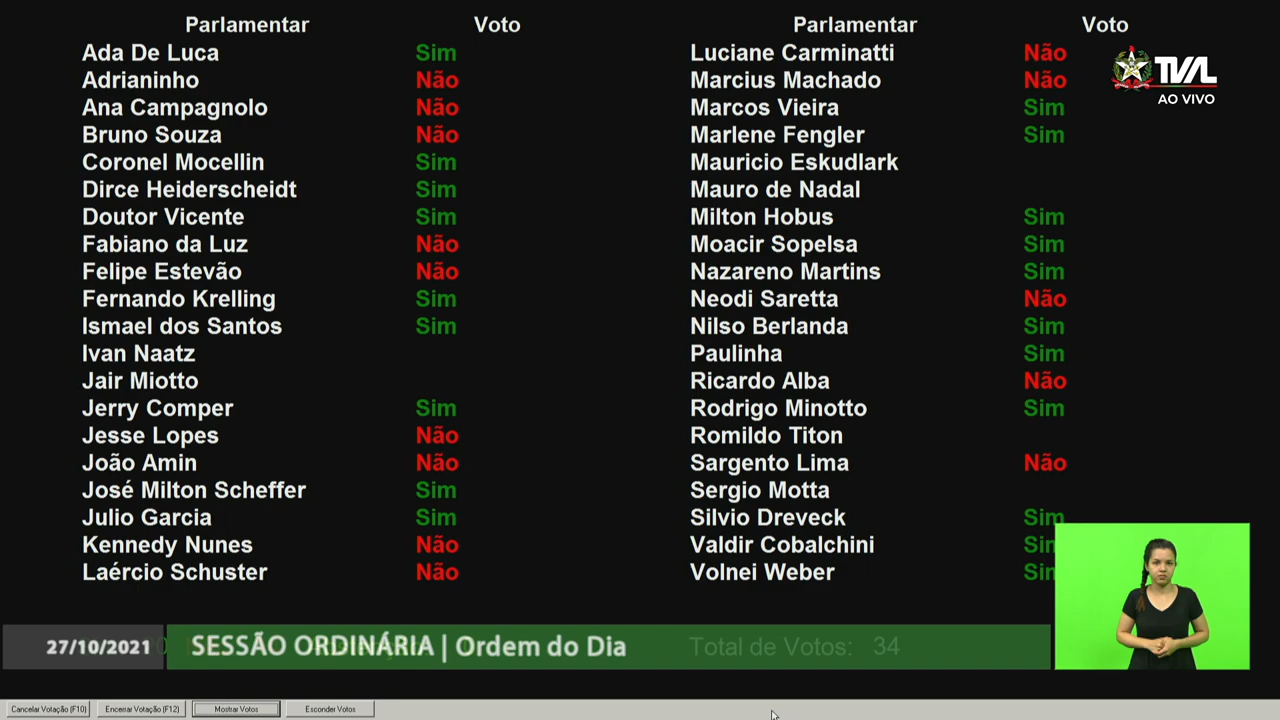 Parlamentar Voto Parlamentar Voto
Ada De Luca Sim Luciane Carminatti Não
Adrianinho Não Marcius Machado Não
Ana Campagnolo Não Marcos Vieira Sim
Bruno Souza Não Marlene Fengler Sim
Coronel Mocellin Sim Mauricio Eskudlark
Dirce Heiderscheidt Sim Mauro de Nadal
Doutor Vicente Sim Milton Hobus Sim
Fabiano da Luz Não Moacir Sopelsa Sim
Felipe Estevão Não Nazareno Martins Sim
Fernando Krelling Sim Neodi Saretta Não
Ismael dos Santos Sim Nilso Berlanda Sim
Ivan Naatz Paulinha Sim
Jair Miotto Ricardo Alba Não
Jerry Comper Sim Rodrigo Minotto Sim
Jesse Lopes Não Romildo Titon
João Amin Não Sargento Lima Não
José Milton Scheffer Sim Sergio Motta
Julio Garcia Sim Silvio Dreveck Sim
Kennedy Nunes Não Valdir Cobalchini Sim
Laércio Schuster Não Volnei Weber Sim
TVAL
AO VIVO
27/10/2021 SESSÃO ORDINÁRIA | Ordem do Dia Total de Votos: 34
Cancelar Votação (F10) Encerrar Votação (F12) Mostrar Votos Esconder Votos